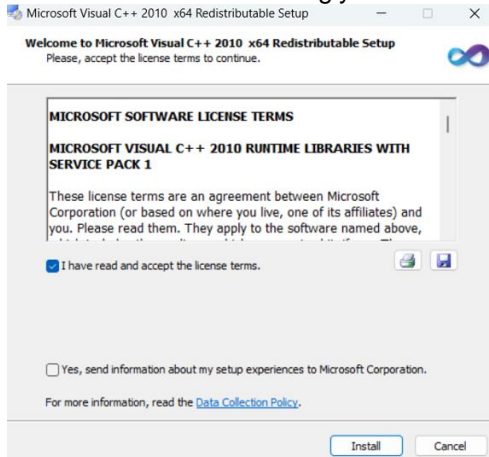 Microsoft Visual C++ 2010 x64 Redistributable Setup
Welcome to Microsoft Visual C++ 2010 x64 Redistributable Setup
Please, accept the license terms to continue.
MICROSOFT SOFTWARE LICENSE TERMS
MICROSOFT VISUAL C++ 2010 RUNTIME LIBRARIES WITH
SERVICE PACK 1
These license terms are an agreement between Microsoft
Corporation (or based on where you live, one of its affiliates) and
you. Please read them. They apply to the software named above,
I have read and accept the license terms.
Yes, send information about my setup experiences to Microsoft Corporation.
For more information, read the Data Collection Policy.
Install Cancel